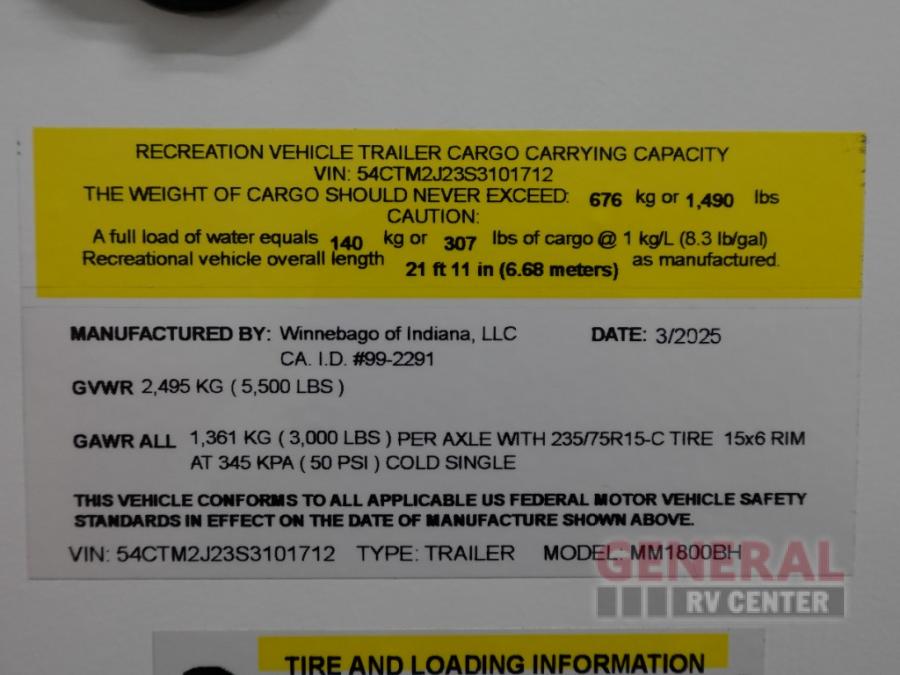 RECREATION VEHICLE TRAILER CARGO CARRYING CAPACITY
VIN: 54CTM2J23S3101712
THE WEIGHT OF CARGO SHOULD NEVER EXCEED: 676 kg or 1,490 lbs
CAUTION:
A full load of water equals 140 kg or 307 lbs of cargo @ 1 kg/L (8.3 lb/gal)
Recreational vehicle overall length 21 ft 11 in (6.68 meters) as manufactured.
MANUFACTURED BY: Winnebago of Indiana, LLC DATE: 3/2025
CA. I.D. #99-2291
GVWR 2,495 KG ( 5,500 LBS )
GAWR ALL 1,361 KG ( 3,000 LBS ) PER AXLE WITH 235/75R15-C TIRE 15x6 RIM
AT 345 KPA ( 50 PSI ) COLD SINGLE
THIS VEHICLE CONFORMS TO ALL APPLICABLE US FEDERAL MOTOR VEHICLE SAFETY
STANDARDS IN EFFECT ON THE DATE OF MANUFACTURE SHOWN ABOVE.
VIN: 54CTM2J23S3101712 TYPE: TRAILER MODEL: MM1800BH
GENERAL
RV CENTER
TIRE AND LOADING INFORMATION